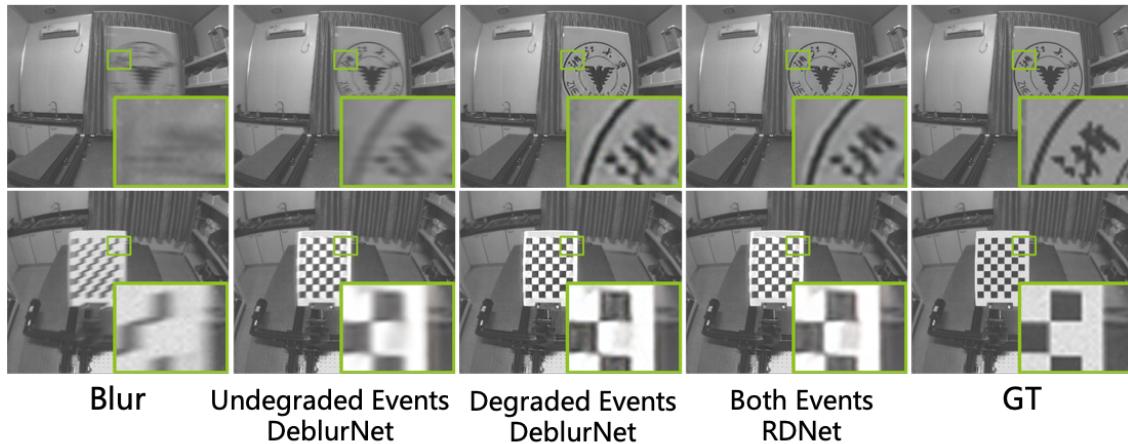 Blur
Undegraded Events
DeblurNet
Degraded Events
DeblurNet
Both Events
RDNet
GT